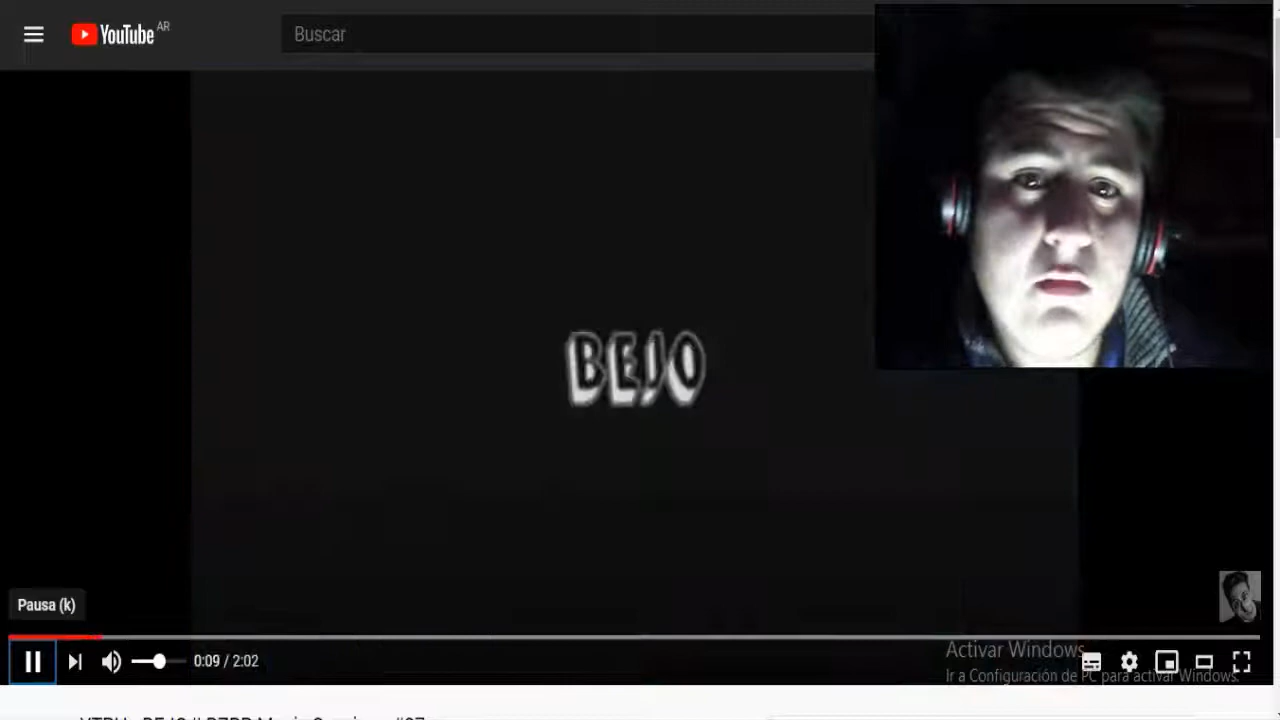 YouTube AR
Buscar
BEJO
Pausa (k)
0:09 / 2:02
Activar Windows
Ir a Configuración de PC para activar Windows.